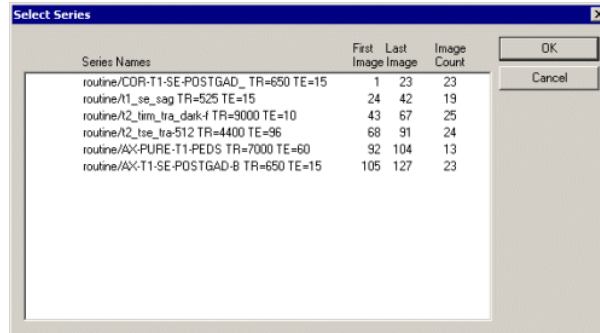 Select Series
First Last Image
Series Names Image Image Count
routine/COR-T1-SE-POSTGAD_ TR=650 TE=15 1 23 23
routine/t1_se_sag TR=525 TE=15 24 42 19
routine/t2_tirm_tra_dark-f TR=9000 TE=10 43 67 25
routine/t2_tse_tra-512 TR=4400 TE=96 68 91 24
routine/AX-PURE-T1-PEDS TR=7000 TE=60 92 104 13
routine/AX-T1-SE-POSTGAD-B TR=650 TE=15 105 127 23
OK
Cancel